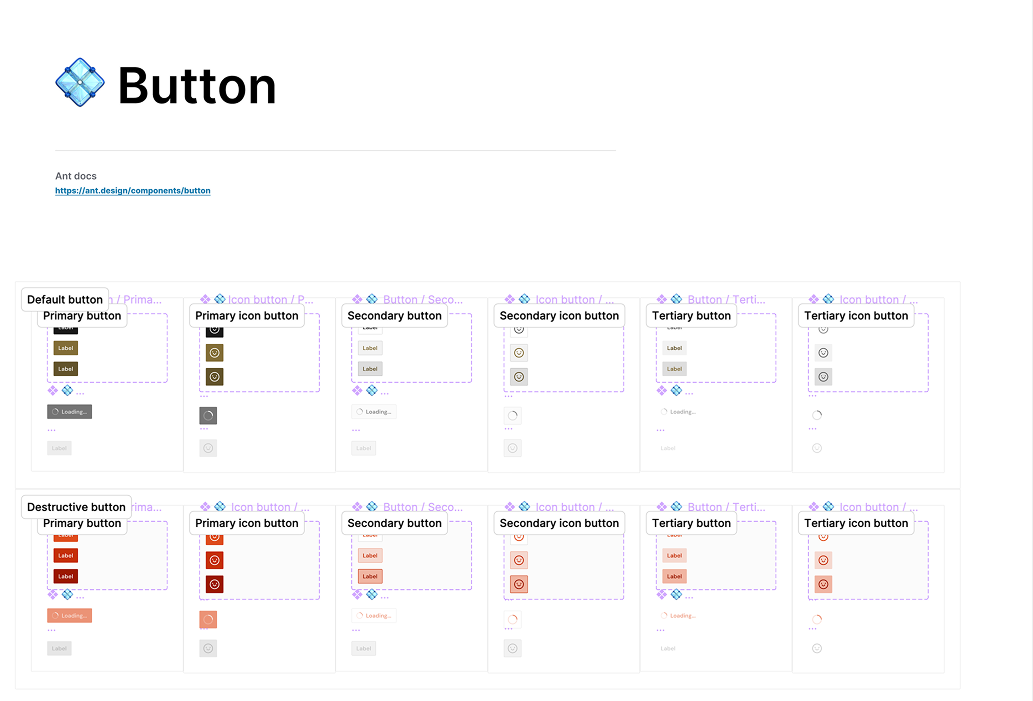 Button
Ant docs
https://ant.design/components/button
Default button
/ Prima...
Icon button / P...
Button / Seco...
Icon button / ...
Button / Terti...
Icon button / ...
Primary button
Primary icon button
Secondary button
Secondary icon button
Tertiary button
Tertiary icon button
Label
Label
Label
Label
Label
Label
Label
Label
Label
...
...
...
...
...
...
Loading...
Loading...
Loading...
...
...
...
...
...
...
Label
Label
Label
Destructive button
rima...
Icon button / ...
Button / Seco...
Icon button / ...
Button / Terti...
Icon button / ...
Primary button
Primary icon button
Secondary button
Secondary icon button
Tertiary button
Tertiary icon button
Label
Label
Label
Label
Label
Label
Label
Label
Label
...
...
...
Loading...
Loading...
Loading...
...
...
...
...
...
...
Label
Label
Label